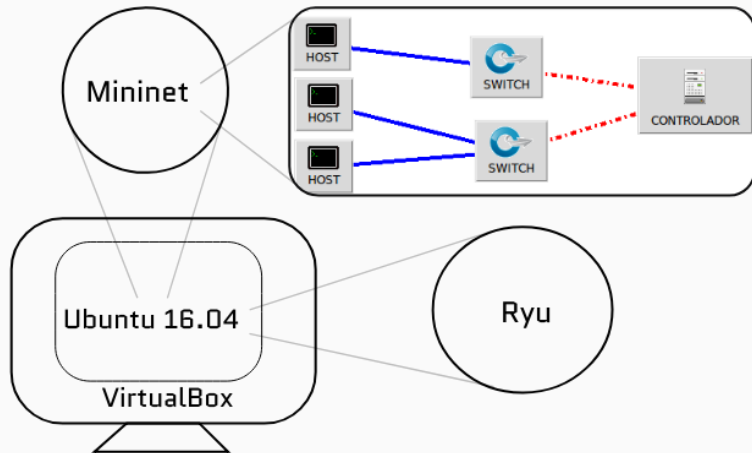 Mininet
HOST
HOST
HOST
SWITCH
SWITCH
CONTROLADOR
Ubuntu 16.04
VirtualBox
Ryu